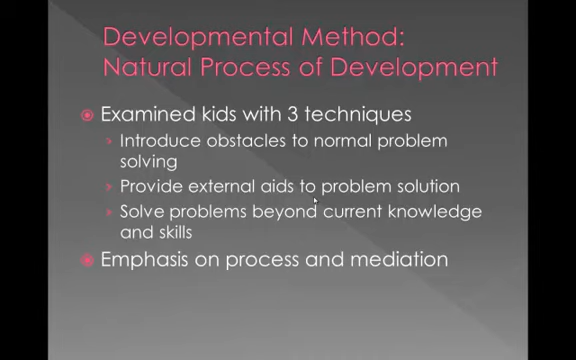 Developmental Method:
Natural Process of Development
Examined kids with 3 techniques
Introduce obstacles to normal problem
solving
Provide external aids to problem solution
Solve problems beyond current knowledge
and skills
Emphasis on process and mediation